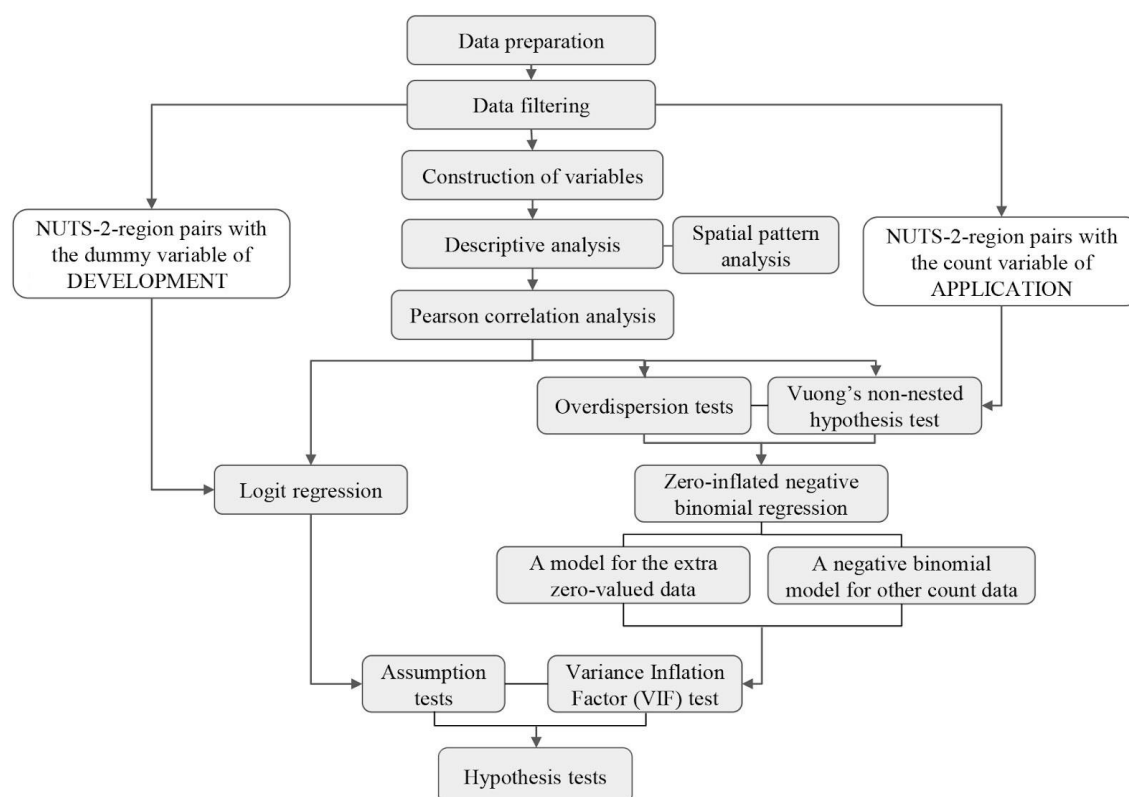 Data preparation
Data filtering
Construction of variables
NUTS-2-region pairs with
the dummy variable of
DEVELOPMENT
Descriptive analysis
Spatial pattern
analysis
NUTS-2-region pairs with
the count variable of
APPLICATION
Pearson correlation analysis
Overdispersion tests
Vuong’s non-nested
hypothesis test
Logit regression
Zero-inflated negative
binomial regression
A model for the extra
zero-valued data
A negative binomial
model for other count data
Assumption
tests
Variance Inflation
Factor (VIF) test
Hypothesis tests